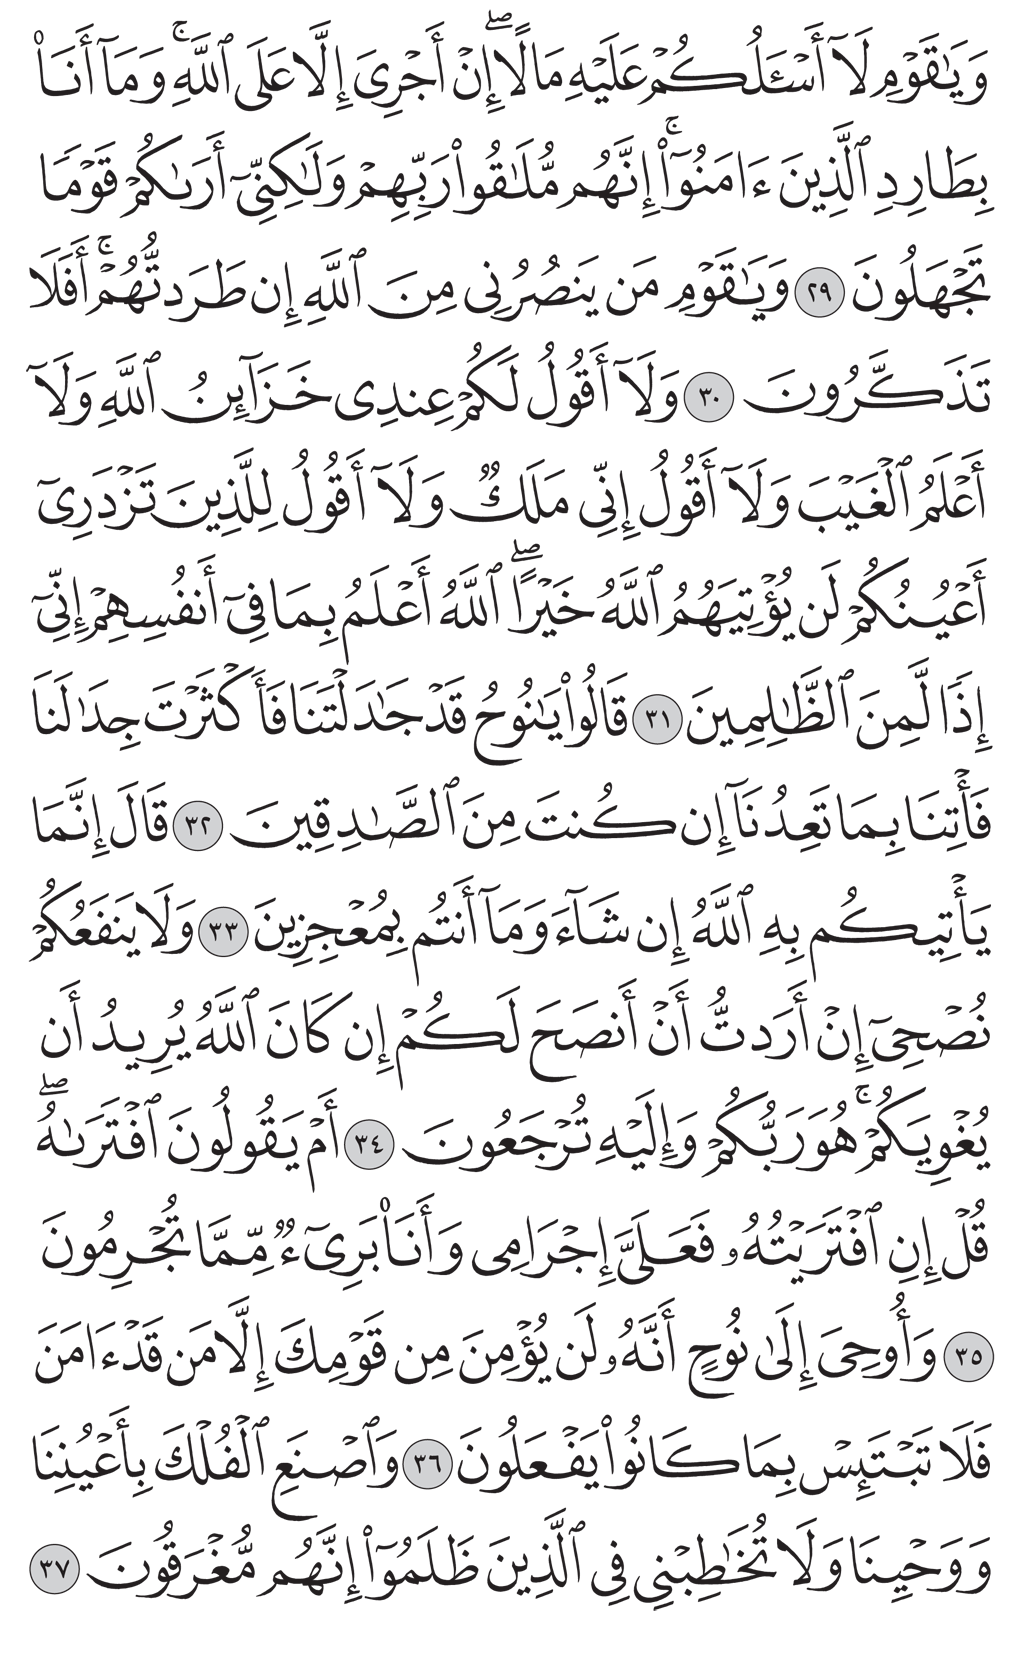 وَيَٰقَوْمِ لَآ أَسْـَٔلُكُمْ عَلَيْهِ مَالًا ۖ إِنْ أَجْرِىَ إِلَّا عَلَى ٱللَّهِ ۚ وَمَآ أَنَا۠
بِطَارِدِ ٱلَّذِينَ ءَامَنُوٓا۟ ۚ إِنَّهُم مُّلَٰقُوا۟ رَبِّهِمْ وَلَٰكِنِّىٓ أَرَىٰكُمْ قَوْمًا
تَجْهَلُونَ ٢٩ وَيَٰقَوْمِ مَن يَنصُرُنِى مِنَ ٱللَّهِ إِن طَرَدتُّهُمْ ۚ أَفَلَا
تَذَكَّرُونَ ٣٠ وَلَآ أَقُولُ لَكُمْ عِندِى خَزَآئِنُ ٱللَّهِ وَلَآ
أَعْلَمُ ٱلْغَيْبَ وَلَآ أَقُولُ إِنِّى مَلَكٌ وَلَآ أَقُولُ لِلَّذِينَ تَزْدَرِىٓ
أَعْيُنُكُمْ لَن يُؤْتِيَهُمُ ٱللَّهُ خَيْرًا ۖ ٱللَّهُ أَعْلَمُ بِمَا فِىٓ أَنفُسِهِمْ إِنِّىٓ
إِذًا لَّمِنَ ٱلظَّٰلِمِينَ ٣١ قَالُوا۟ يَٰنُوحُ قَدْ جَٰدَلْتَنَا فَأَكْثَرْتَ جِدَٰلَنَا
فَأْتِنَا بِمَا تَعِدُنَآ إِن كُنتَ مِنَ ٱلصَّٰدِقِينَ ٣٢ قَالَ إِنَّمَا
يَأْتِيكُم بِهِ ٱللَّهُ إِن شَآءَ وَمَآ أَنتُم بِمُعْجِزِينَ ٣٣ وَلَا يَنفَعُكُمْ
نُصْحِىٓ إِنْ أَرَدتُّ أَنْ أَنصَحَ لَكُمْ إِن كَانَ ٱللَّهُ يُرِيدُ أَن
يُغْوِيَكُمْ ۚ هُوَ رَبُّكُمْ وَإِلَيْهِ تُرْجَعُونَ ٣٤ أَمْ يَقُولُونَ ٱفْتَرَىٰهُ ۖ
قُلْ إِنِ ٱفْتَرَيْتُهُۥ فَعَلَىَّ إِجْرَامِى وَأَنَا۠ بَرِىٓءٌ مِّمَّا تُجْرِمُونَ
٣٥ وَأُوحِىَ إِلَىٰ نُوحٍ أَنَّهُۥ لَن يُؤْمِنَ مِن قَوْمِكَ إِلَّا مَن قَدْ ءَامَنَ
فَلَا تَبْتَئِسْ بِمَا كَانُوا۟ يَفْعَلُونَ ٣٦ وَٱصْنَعِ ٱلْفُلْكَ بِأَعْيُنِنَا
وَوَحْيِنَا وَلَا تُخَٰطِبْنِى فِى ٱلَّذِينَ ظَلَمُوٓا۟ إِنَّهُم مُّغْرَقُونَ ٣٧